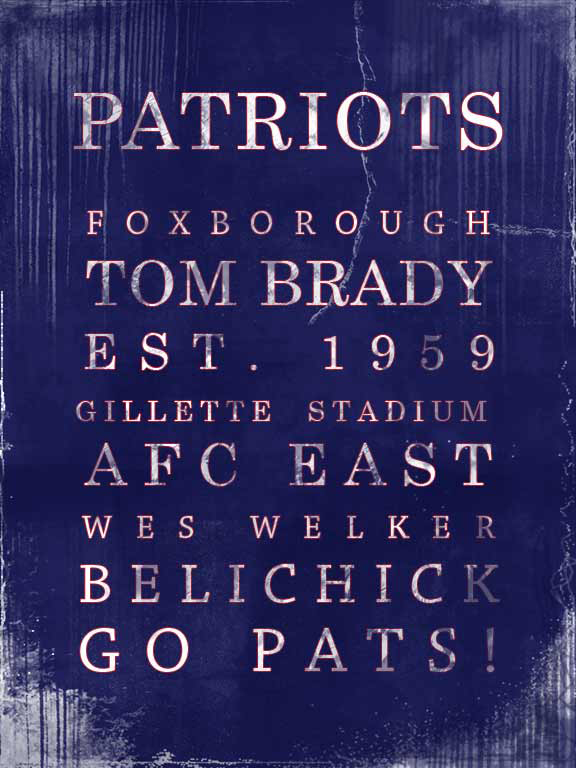 PATRIOTS
FOXBOROUGH
TOM BRADY
EST. 1959
GILLETTE STADIUM
AFC EAST
WES WELKER
BELICHICK
GO PATS!